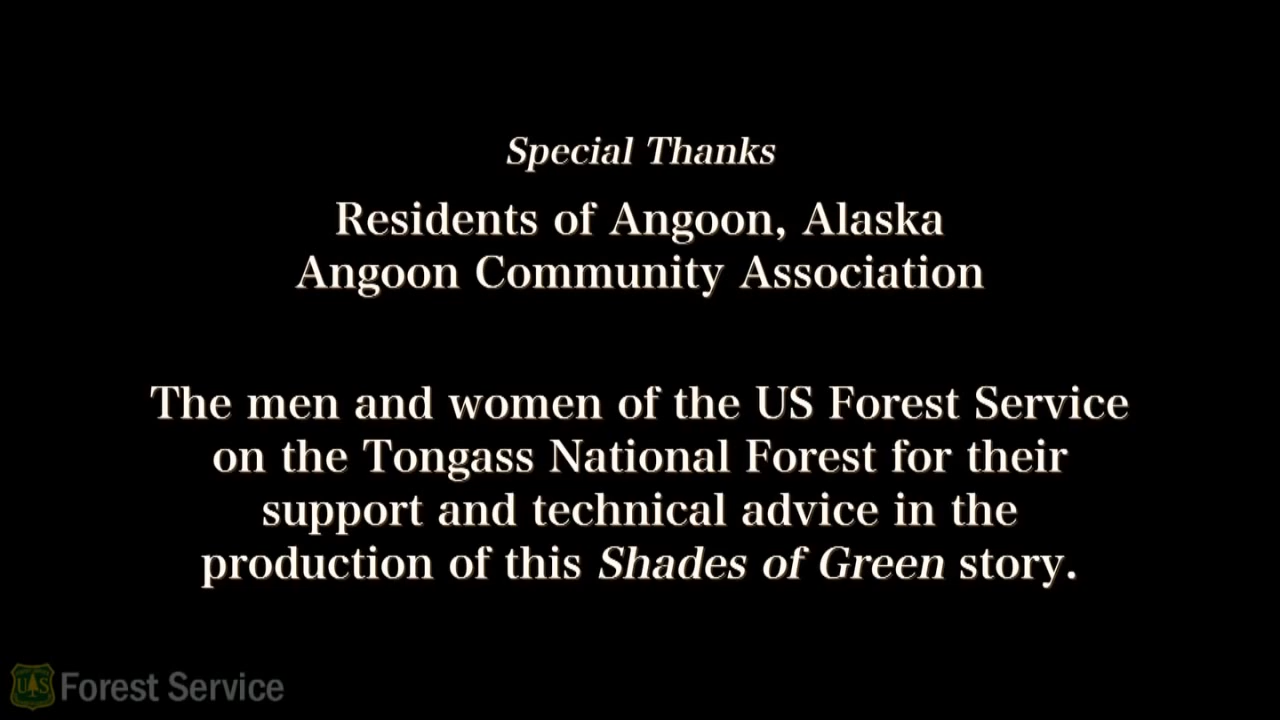 Special Thanks
Residents of Angoon, Alaska
Angoon Community Association
The men and women of the US Forest Service
on the Tongass National Forest for their
support and technical advice in the
production of this Shades of Green story.
US
Forest Service